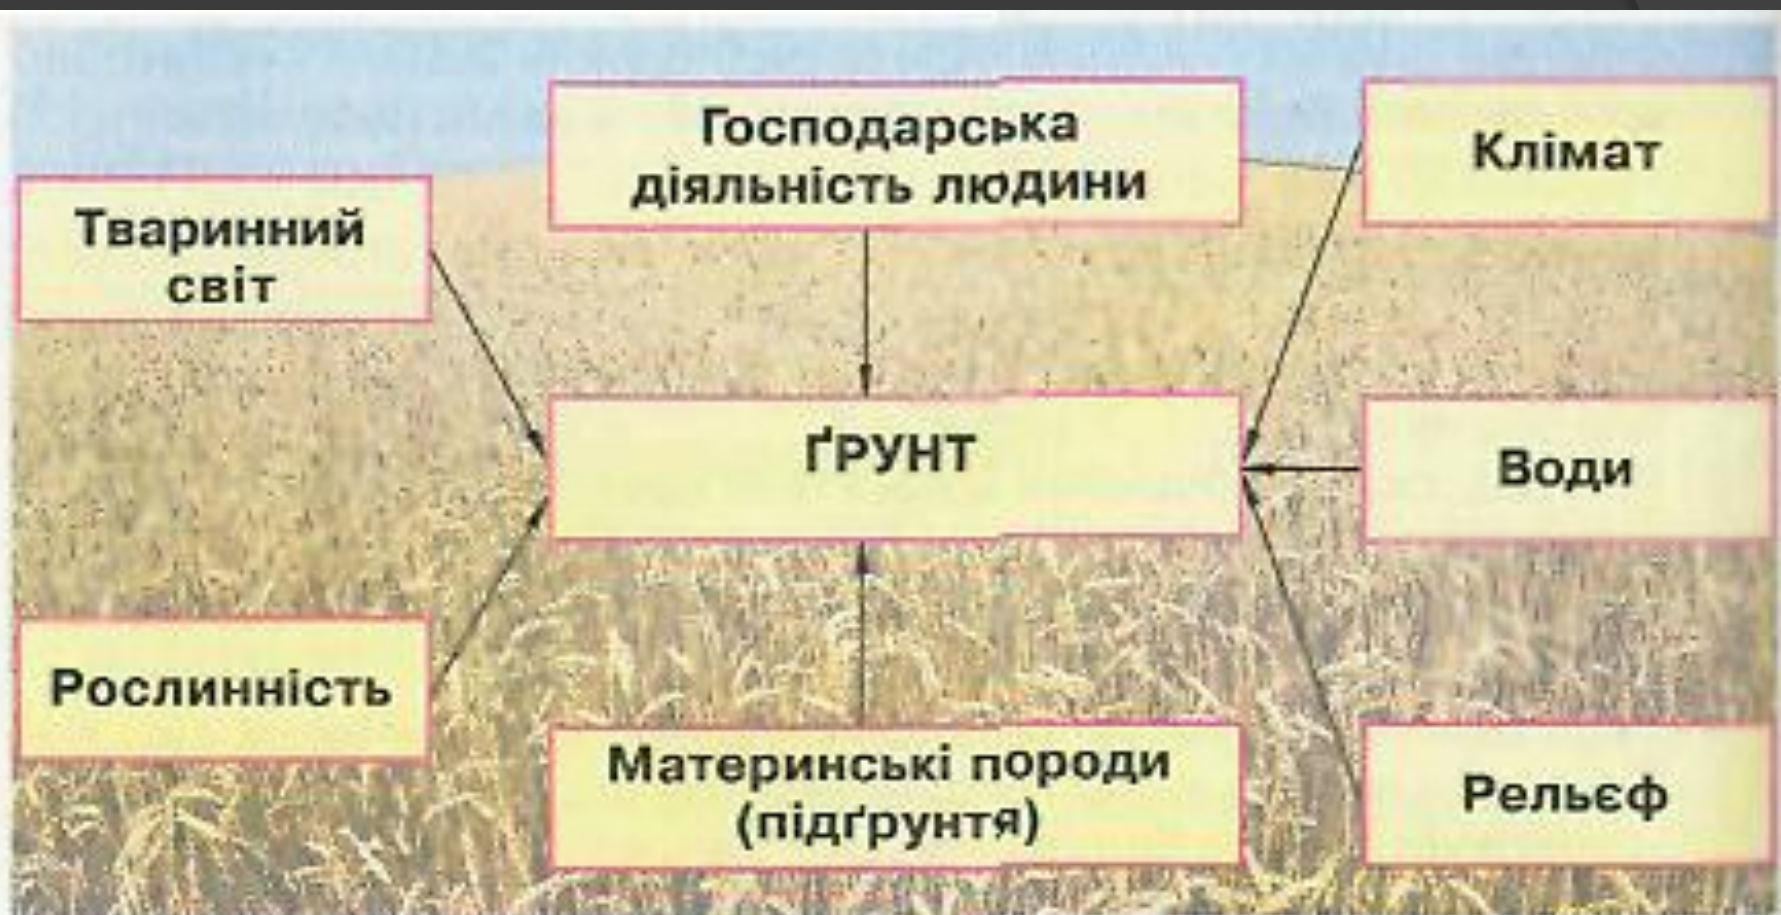 Господарська
діяльність людини
Клімат
Тваринний
світ
ҐРУНТ
Води
Рослинність
Материнські породи
(підґрунтя)
Рельєф